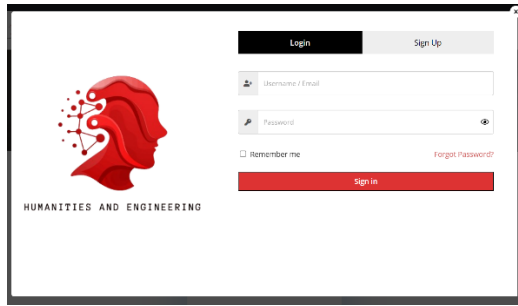 Login
Sign Up
Username / Email
Password
Remember me
Forgot Password?
Sign in
HUMANITIES AND ENGINEERING